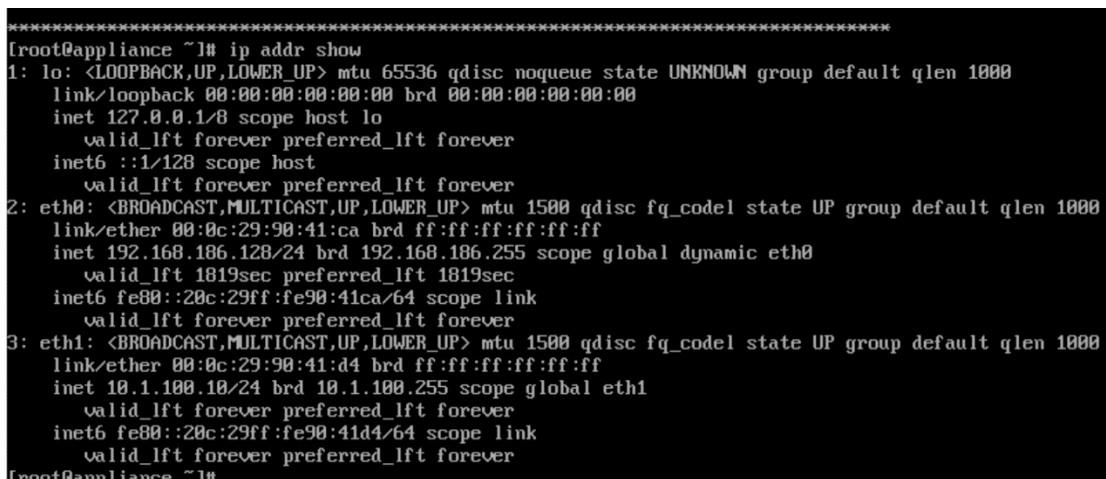 ********************************************************************************
[root@appliance ~]# ip addr show
1: lo: <LOOPBACK,UP,LOWER_UP> mtu 65536 qdisc noqueue state UNKNOWN group default qlen 1000
    link/loopback 00:00:00:00:00:00 brd 00:00:00:00:00:00
    inet 127.0.0.1/8 scope host lo
       valid_lft forever preferred_lft forever
    inet6 ::1/128 scope host
       valid_lft forever preferred_lft forever
2: eth0: <BROADCAST,MULTICAST,UP,LOWER_UP> mtu 1500 qdisc fq_codel state UP group default qlen 1000
    link/ether 00:0c:29:90:41:ca brd ff:ff:ff:ff:ff:ff
    inet 192.168.186.128/24 brd 192.168.186.255 scope global dynamic eth0
       valid_lft 1819sec preferred_lft 1819sec
    inet6 fe80::20c:29ff:fe90:41ca/64 scope link
       valid_lft forever preferred_lft forever
3: eth1: <BROADCAST,MULTICAST,UP,LOWER_UP> mtu 1500 qdisc fq_codel state UP group default qlen 1000
    link/ether 00:0c:29:90:41:d4 brd ff:ff:ff:ff:ff:ff
    inet 10.1.100.10/24 brd 10.1.100.255 scope global eth1
       valid_lft forever preferred_lft forever
    inet6 fe80::20c:29ff:fe90:41d4/64 scope link
       valid_lft forever preferred_lft forever
[root@appliance ~]#